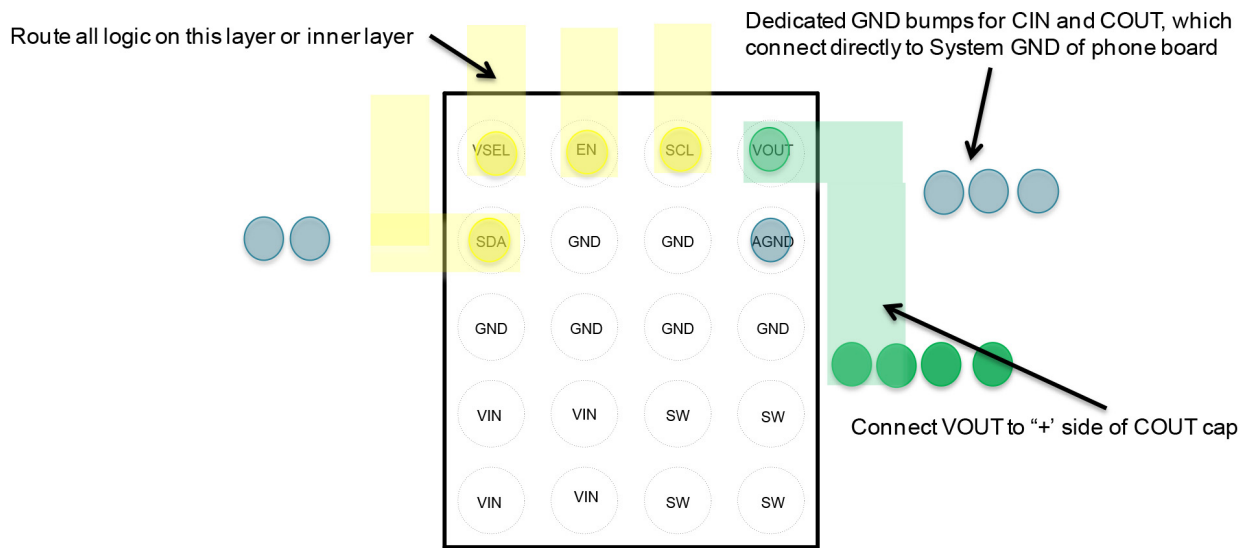 Route all logic on this layer or inner layer
Dedicated GND bumps for CIN and COUT, which
connect directly to System GND of phone board
VSEL EN SCL VOUT
SDA GND GND AGND
GND GND GND GND
VIN VIN SW SW
Connect VOUT to “+’ side of COUT cap
VIN VIN SW SW